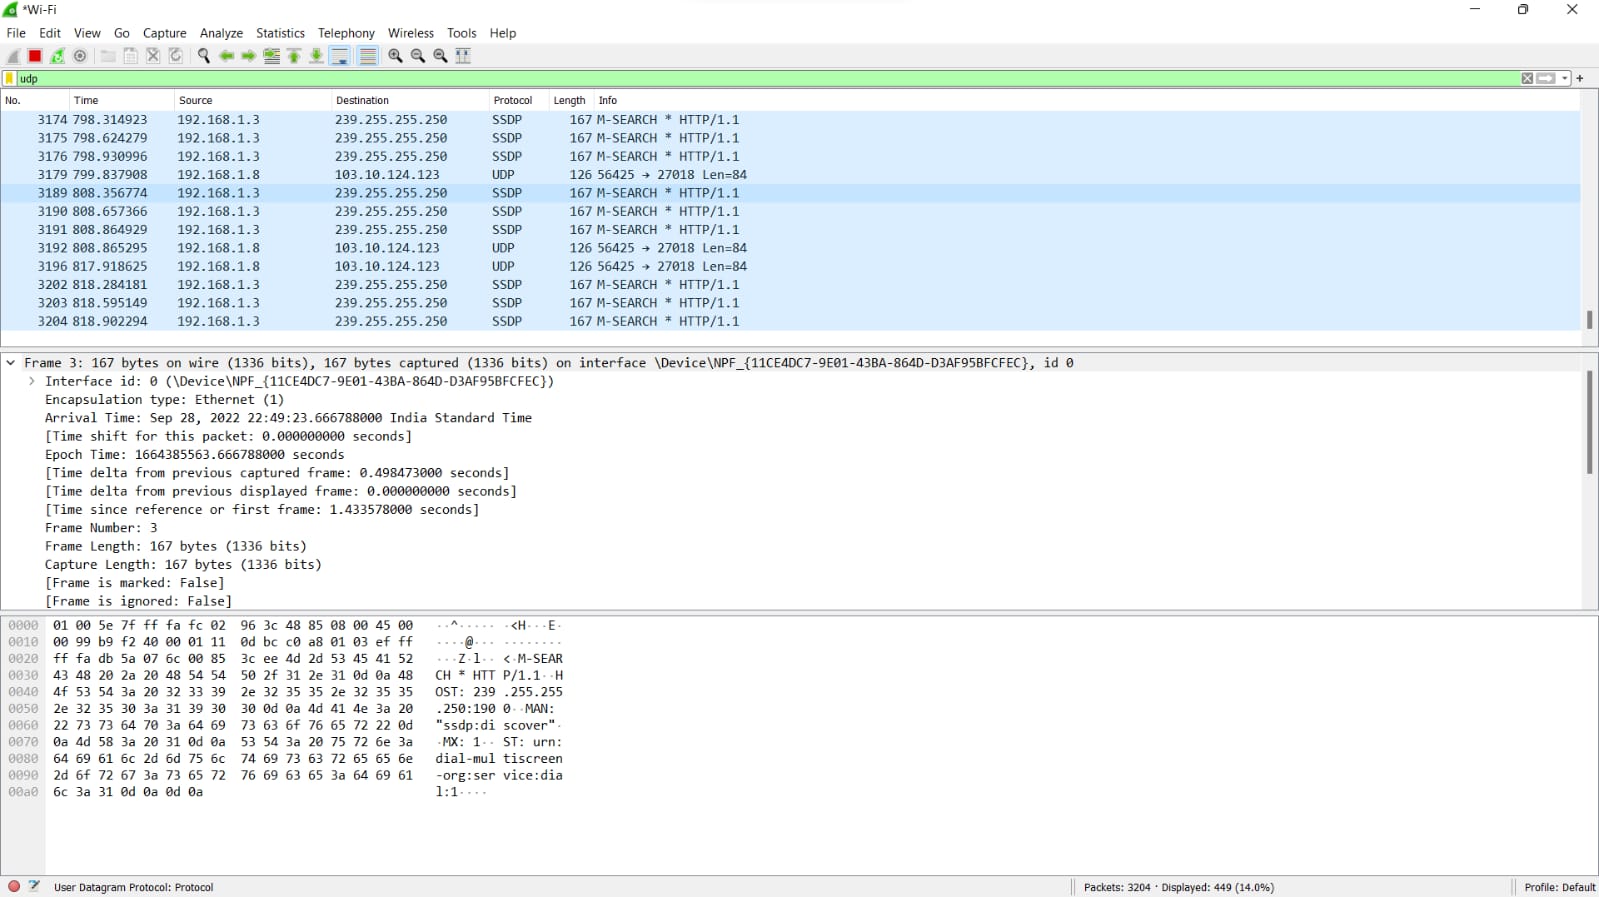 *Wi-Fi
File Edit View Go Capture Analyze Statistics Telephony Wireless Tools Help
udp
No. Time Source Destination Protocol Length Info
3174 798.314923 192.168.1.3 239.255.255.250 SSDP 167 M-SEARCH * HTTP/1.1
3175 798.624279 192.168.1.3 239.255.255.250 SSDP 167 M-SEARCH * HTTP/1.1
3176 798.930996 192.168.1.3 239.255.255.250 SSDP 167 M-SEARCH * HTTP/1.1
3179 799.837908 192.168.1.8 103.10.124.123 UDP 126 56425 → 27018 Len=84
3189 808.356774 192.168.1.3 239.255.255.250 SSDP 167 M-SEARCH * HTTP/1.1
3190 808.657366 192.168.1.3 239.255.255.250 SSDP 167 M-SEARCH * HTTP/1.1
3191 808.864929 192.168.1.3 239.255.255.250 SSDP 167 M-SEARCH * HTTP/1.1
3192 808.865295 192.168.1.8 103.10.124.123 UDP 126 56425 → 27018 Len=84
3196 817.918625 192.168.1.8 103.10.124.123 UDP 126 56425 → 27018 Len=84
3202 818.284181 192.168.1.3 239.255.255.250 SSDP 167 M-SEARCH * HTTP/1.1
3203 818.595149 192.168.1.3 239.255.255.250 SSDP 167 M-SEARCH * HTTP/1.1
3204 818.902294 192.168.1.3 239.255.255.250 SSDP 167 M-SEARCH * HTTP/1.1
Frame 3: 167 bytes on wire (1336 bits), 167 bytes captured (1336 bits) on interface \Device\NPF_{11CE4DC7-9E01-43BA-864D-D3AF95BFCFEC}, id 0
Interface id: 0 (\Device\NPF_{11CE4DC7-9E01-43BA-864D-D3AF95BFCFEC})
Encapsulation type: Ethernet (1)
Arrival Time: Sep 28, 2022 22:49:23.666788000 India Standard Time
[Time shift for this packet: 0.000000000 seconds]
Epoch Time: 1664385563.666788000 seconds
[Time delta from previous captured frame: 0.498473000 seconds]
[Time delta from previous displayed frame: 0.000000000 seconds]
[Time since reference or first frame: 1.433578000 seconds]
Frame Number: 3
Frame Length: 167 bytes (1336 bits)
Capture Length: 167 bytes (1336 bits)
[Frame is marked: False]
[Frame is ignored: False]
0000 01 00 5e 7f ff fa fc 02 96 3c 48 85 08 00 45 00 ··^····· ·<H···E·
0010 00 99 b9 f2 40 00 01 11 0d bc c0 a8 01 03 ef ff ····@··· ········
0020 ff fa db 5a 07 6c 00 85 3c ee 4d 2d 53 45 41 52 ···Z·l·· <·M-SEAR
0030 43 48 20 2a 20 48 54 54 50 2f 31 2e 31 0d 0a 48 CH * HTT P/1.1··H
0040 4f 53 54 3a 20 32 33 39 2e 32 35 35 2e 32 35 35 OST: 239 .255.255
0050 2e 32 35 30 3a 31 39 30 30 0d 0a 4d 41 4e 3a 20 .250:190 0··MAN:
0060 22 73 73 64 70 3a 64 69 73 63 6f 76 65 72 22 0d "ssdp:di scover"·
0070 0a 4d 58 3a 20 31 0d 0a 53 54 3a 20 75 72 6e 3a ·MX: 1·· ST: urn:
0080 64 69 61 6c 2d 6d 75 6c 74 69 73 63 72 65 65 6e dial-mul tiscreen
0090 2d 6f 72 67 3a 73 65 72 76 69 63 65 3a 64 69 61 -org:ser vice:dia
00a0 6c 3a 31 0d 0a 0d 0a l:1····
User Datagram Protocol: Protocol Packets: 3204 · Displayed: 449 (14.0%) Profile: Default